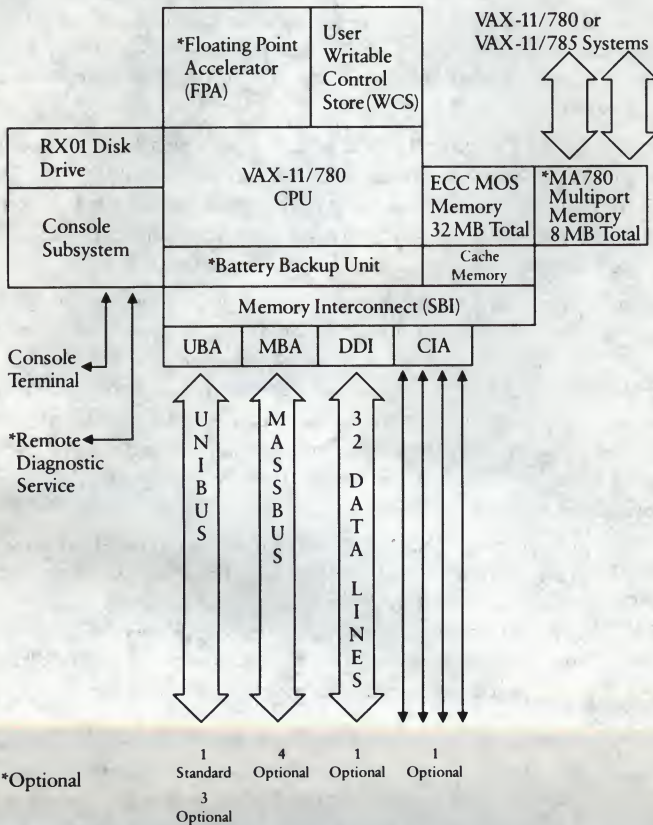 *Floating Point
Accelerator
(FPA)
User
Writable
Control
Store (WCS)
VAX-11/780 or
VAX-11/785 Systems
RX01 Disk
Drive
Console
Subsystem
VAX-11/780
CPU
ECC MOS
Memory
32 MB Total
*MA780
Multiport
Memory
8 MB Total
*Battery Backup Unit
Cache
Memory
Memory Interconnect (SBI)
UBA
MBA
DDI
CIA
Console
Terminal
*Remote
Diagnostic
Service
UNIBUS
MASSBUS
32 DATA LINES
*Optional
1
Standard
3
Optional
4
Optional
1
Optional
1
Optional